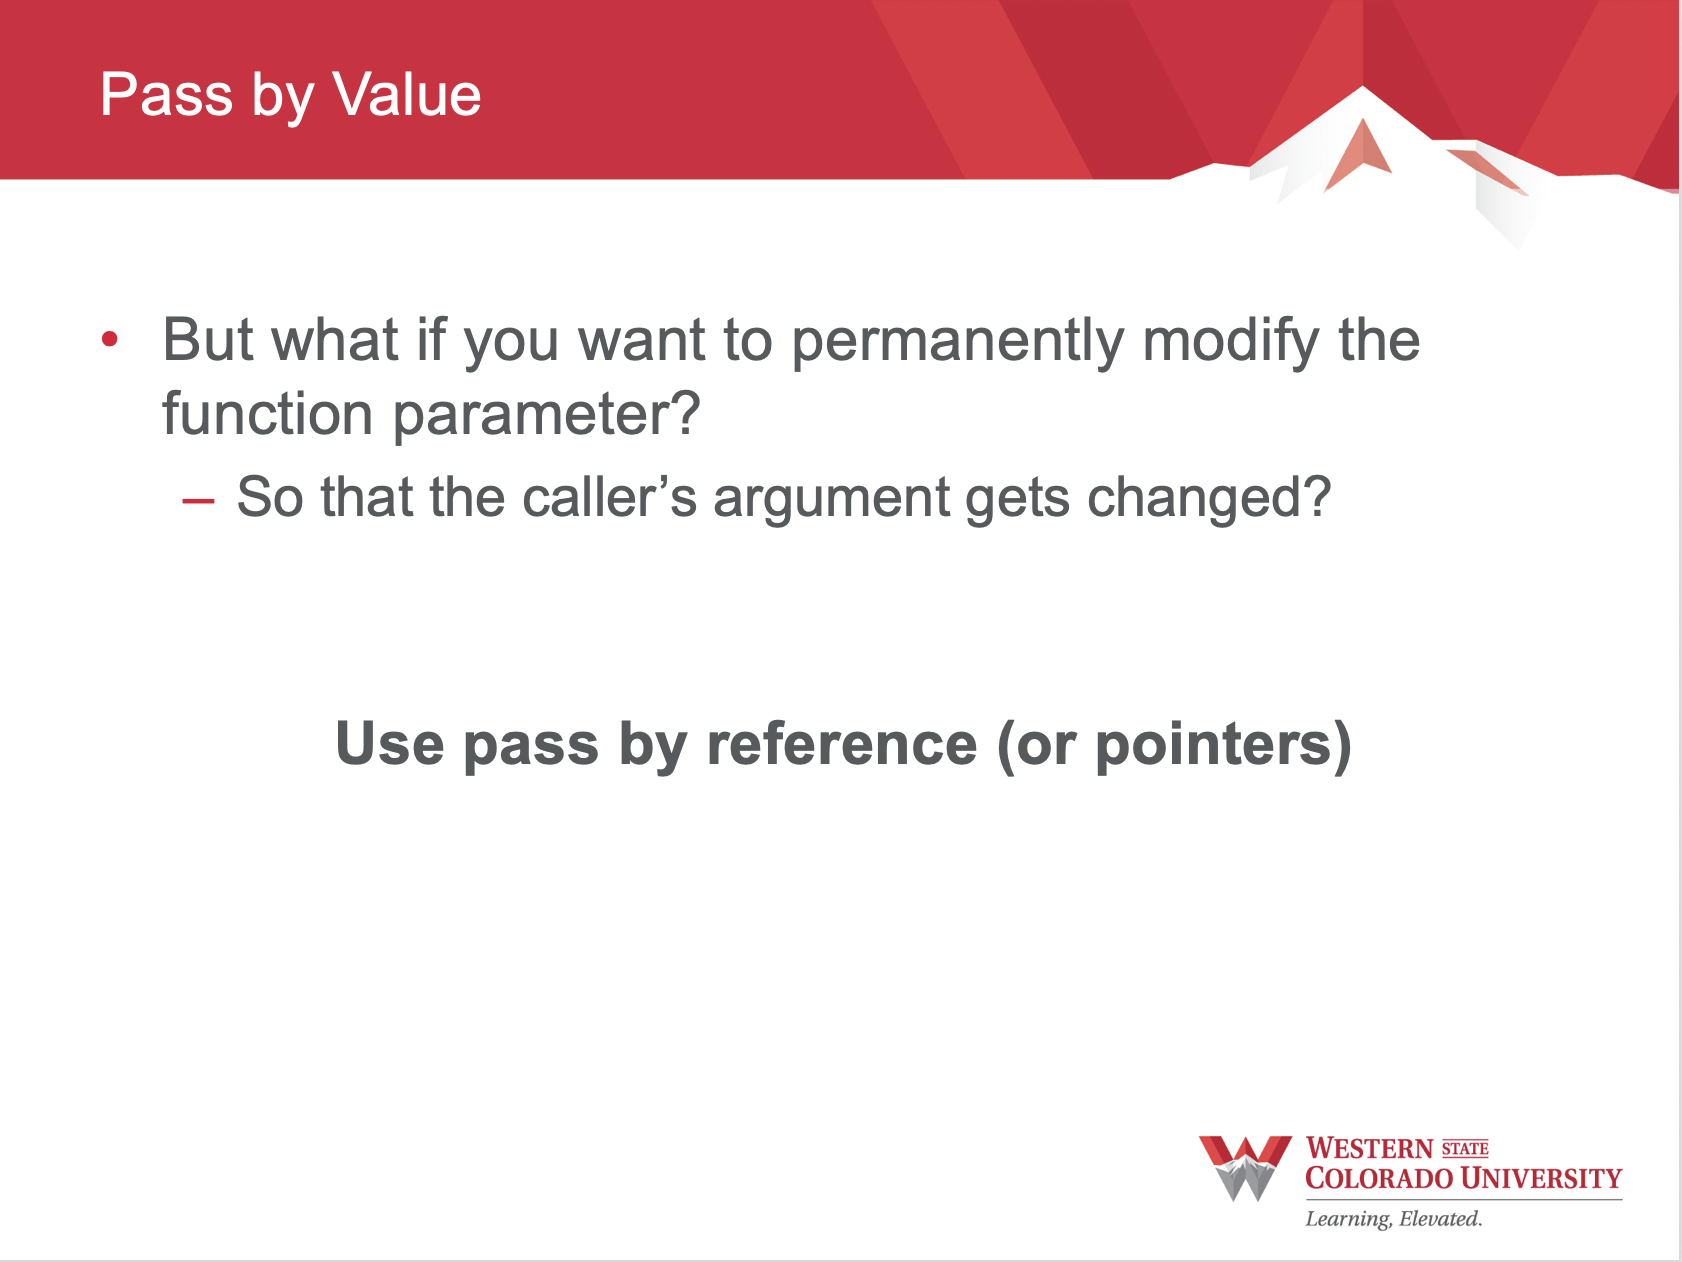 Pass by Value
• But what if you want to permanently modify the
function parameter?
– So that the caller’s argument gets changed?
Use pass by reference (or pointers)
WESTERN STATE
COLORADO UNIVERSITY
Learning, Elevated.